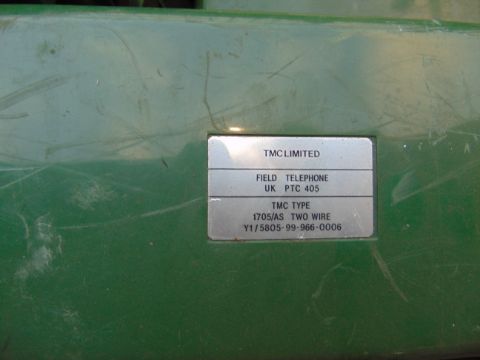 TMC LIMITED
FIELD TELEPHONE
UK PTC 405
TMC TYPE
1705/AS TWO WIRE
Y1/5805-99-966-0006